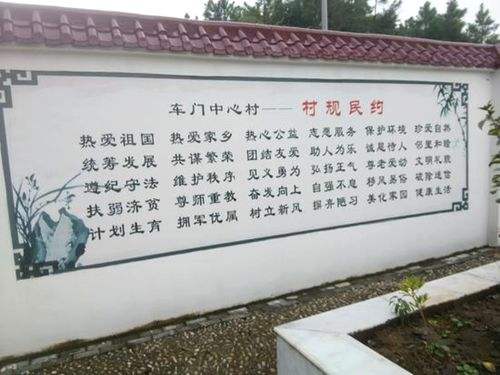 车门中心村——村规民约
热爱祖国 热爱家乡 热心公益 志愿服务 保护环境 珍爱自然
统筹发展 共谋繁荣 团结友爱 助人为乐 诚恳待人 邻里和睦
遵纪守法 维护秩序 见义勇为 弘扬正气 尊老爱幼 文明礼貌
扶弱济贫 尊师重教 奋发向上 自强不息 移风易俗 破除迷信
计划生育 拥军优属 树立新风 摒弃陋习 美化家园 健康生活